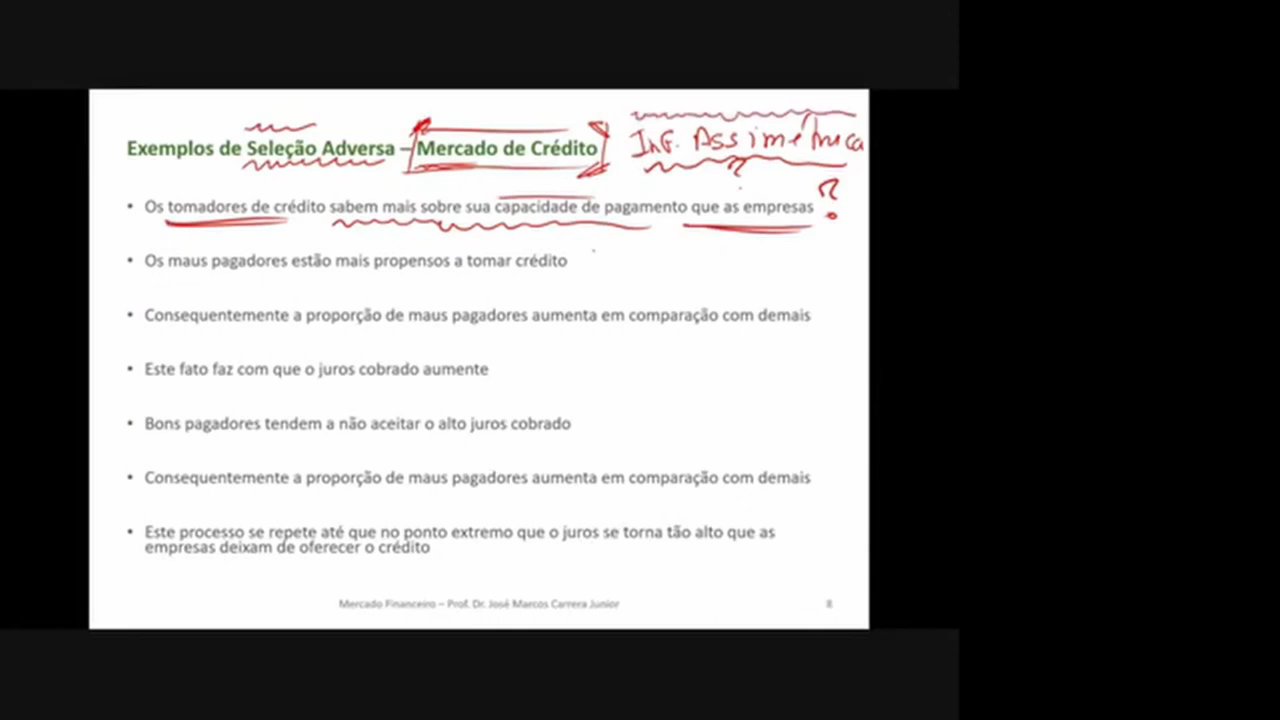 Exemplos de Seleção Adversa – Mercado de Crédito
Inf. Assimétrica
?
• Os tomadores de crédito sabem mais sobre sua capacidade de pagamento que as empresas ?
• Os maus pagadores estão mais propensos a tomar crédito
• Consequentemente a proporção de maus pagadores aumenta em comparação com demais
• Este fato faz com que o juros cobrado aumente
• Bons pagadores tendem a não aceitar o alto juros cobrado
• Consequentemente a proporção de maus pagadores aumenta em comparação com demais
• Este processo se repete até que no ponto extremo que o juros se torna tão alto que as
empresas deixam de oferecer o crédito
Mercado Financeiro – Prof. Dr. José Marcos Carrera Junior
8